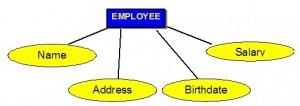 EMPLOYEE
Name
Salary
Address
Birthdate